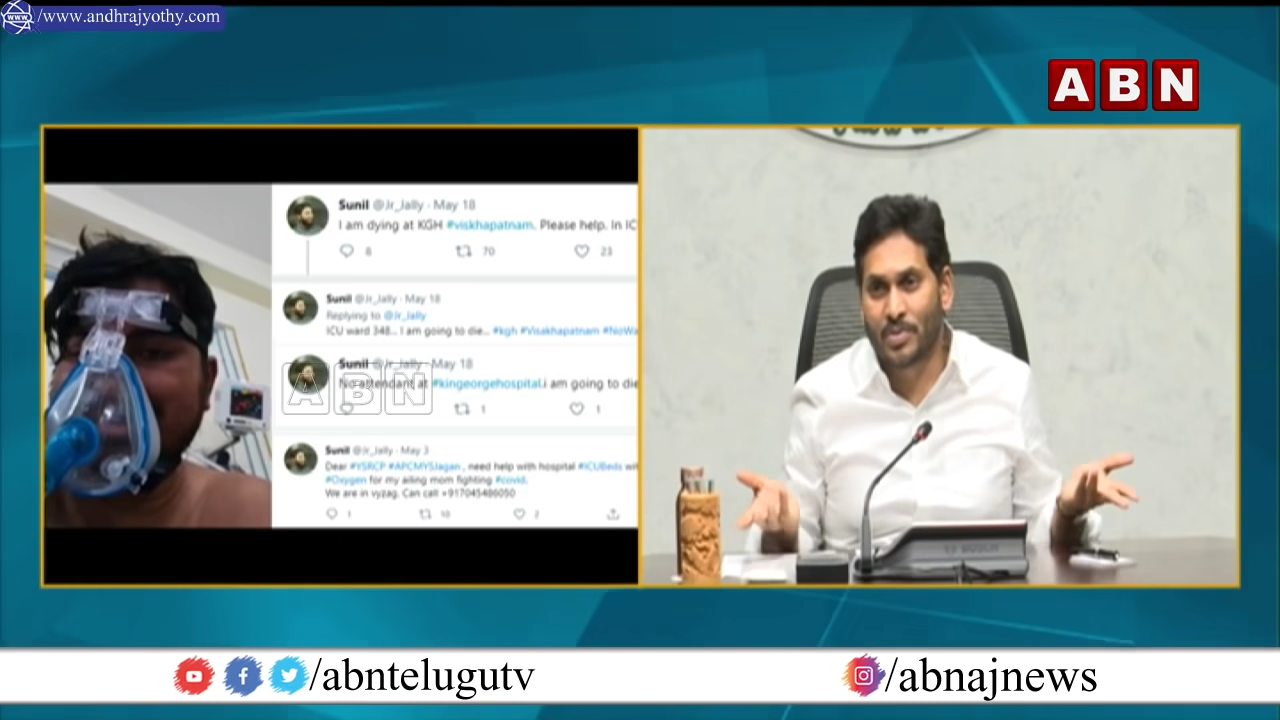 /www.andhrajyothy.com
ABN
Sunil @Jr_Jally · May 18
I am dying at KGH #viskhapatnam. Please help. In IC
8 70 23
Sunil @Jr_Jally · May 18
Replying to @Jr_Jally
ICU ward 348... I am going to die... #kgh #Visakhapatnam #NoWa
Sunil @Jr_Jally · May 18
No attendant at #kingeorgehospital.i am going to die
1 1
ABN
Sunil @Jr_Jally · May 3
Dear #YSRCP #APCMYSJagan , need help with hospital #ICUBeds wit
#Oxygen for my ailing mom fighting #covid.
We are in vyzag. Can call +917045486050
1 10 2
/abntelugutv
/abnajnews